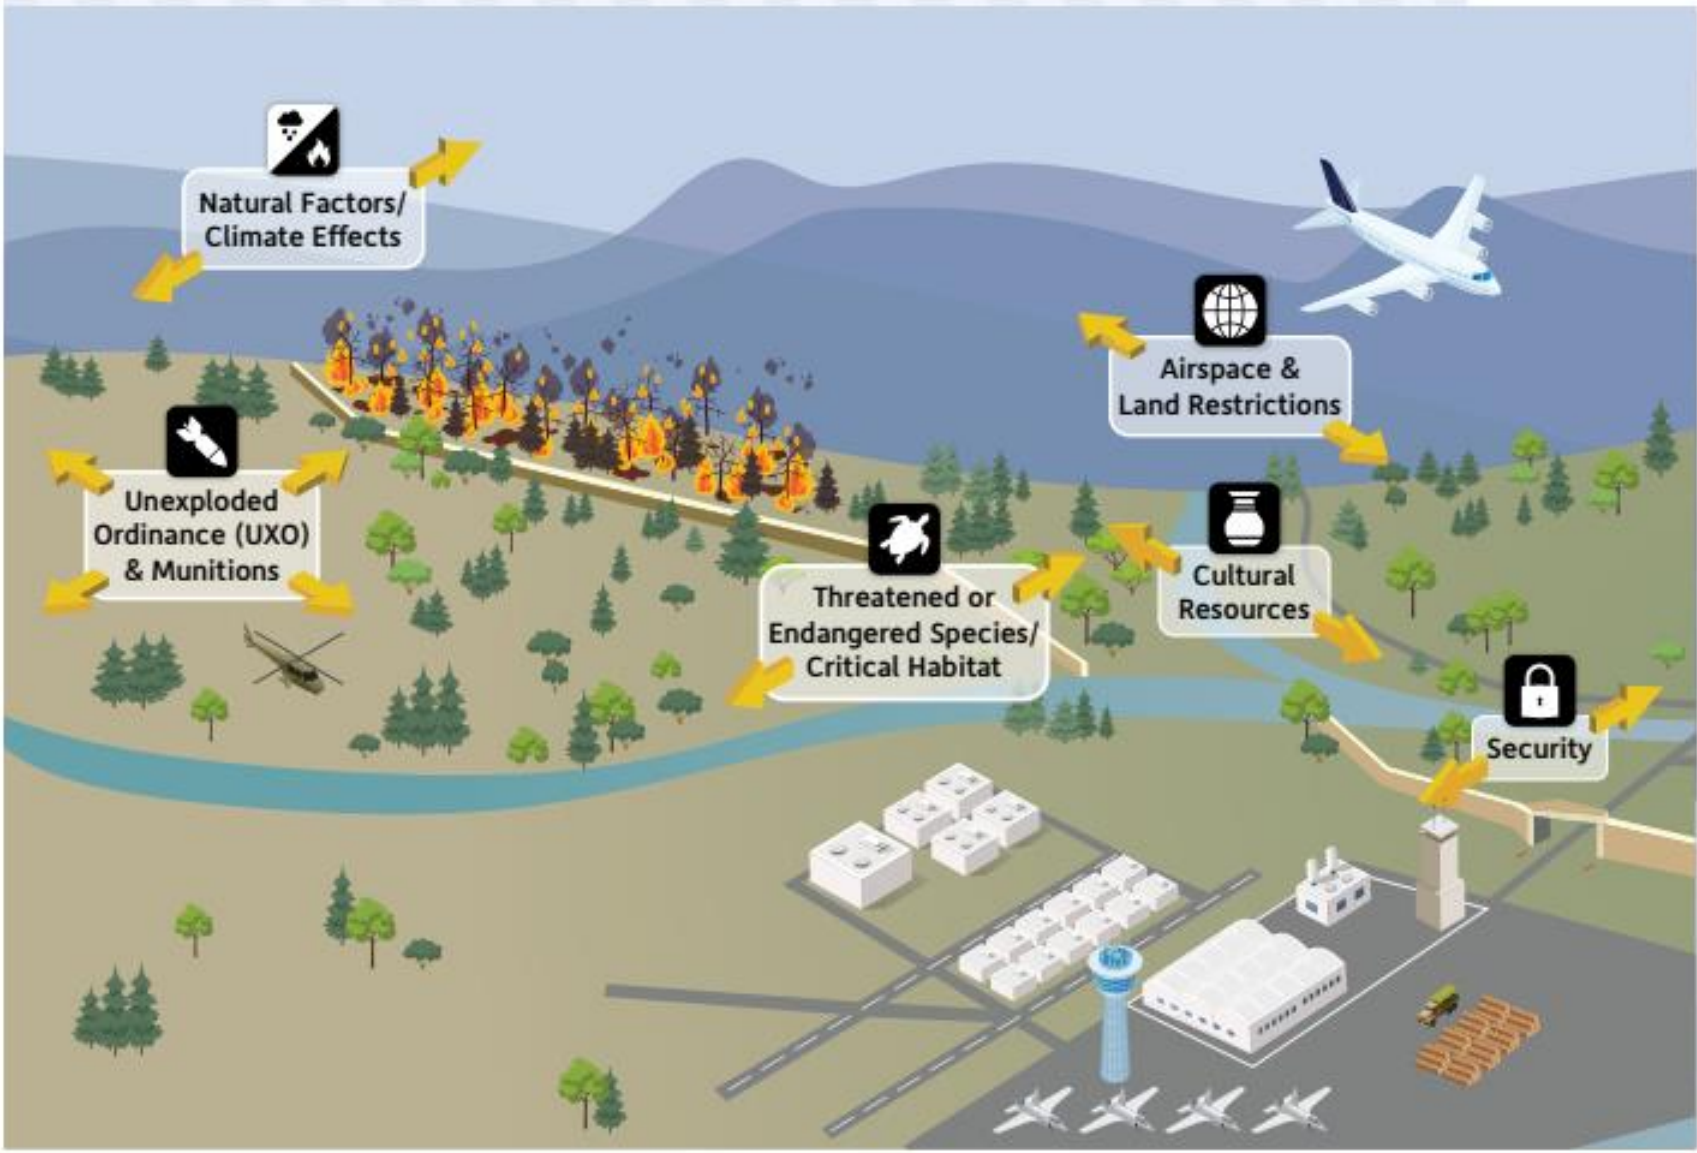 Natural Factors/
Climate Effects
Airspace &
Land Restrictions
Unexploded
Ordinance (UXO)
& Munitions
Threatened or
Endangered Species/
Critical Habitat
Cultural
Resources
Security